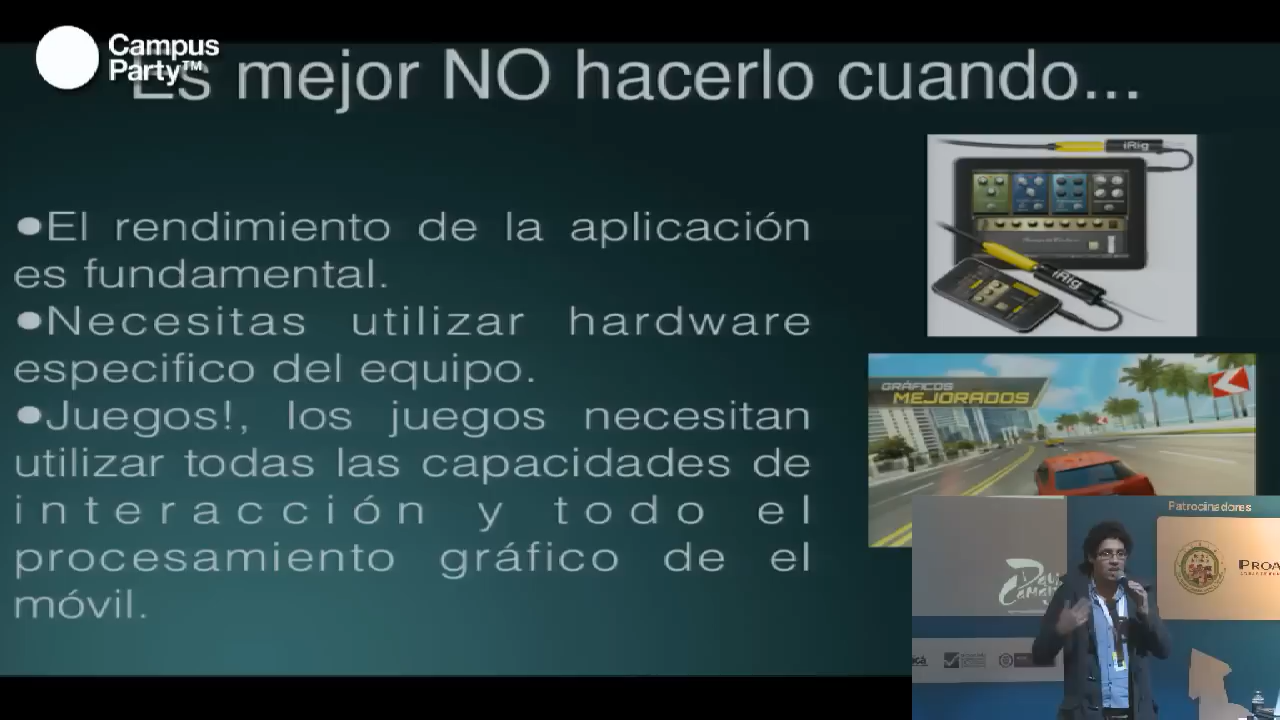 Campus
Party™
Es mejor NO hacerlo cuando...
iRig
●El rendimiento de la aplicación
es fundamental.
iRig
●Necesitas utilizar hardware
especifico del equipo.
GRÁFICOS
MEJORADOS
●Juegos!, los juegos necesitan
utilizar todas las capacidades de
interacción y todo el
procesamiento gráfico de el
móvil.
Patrocinadores